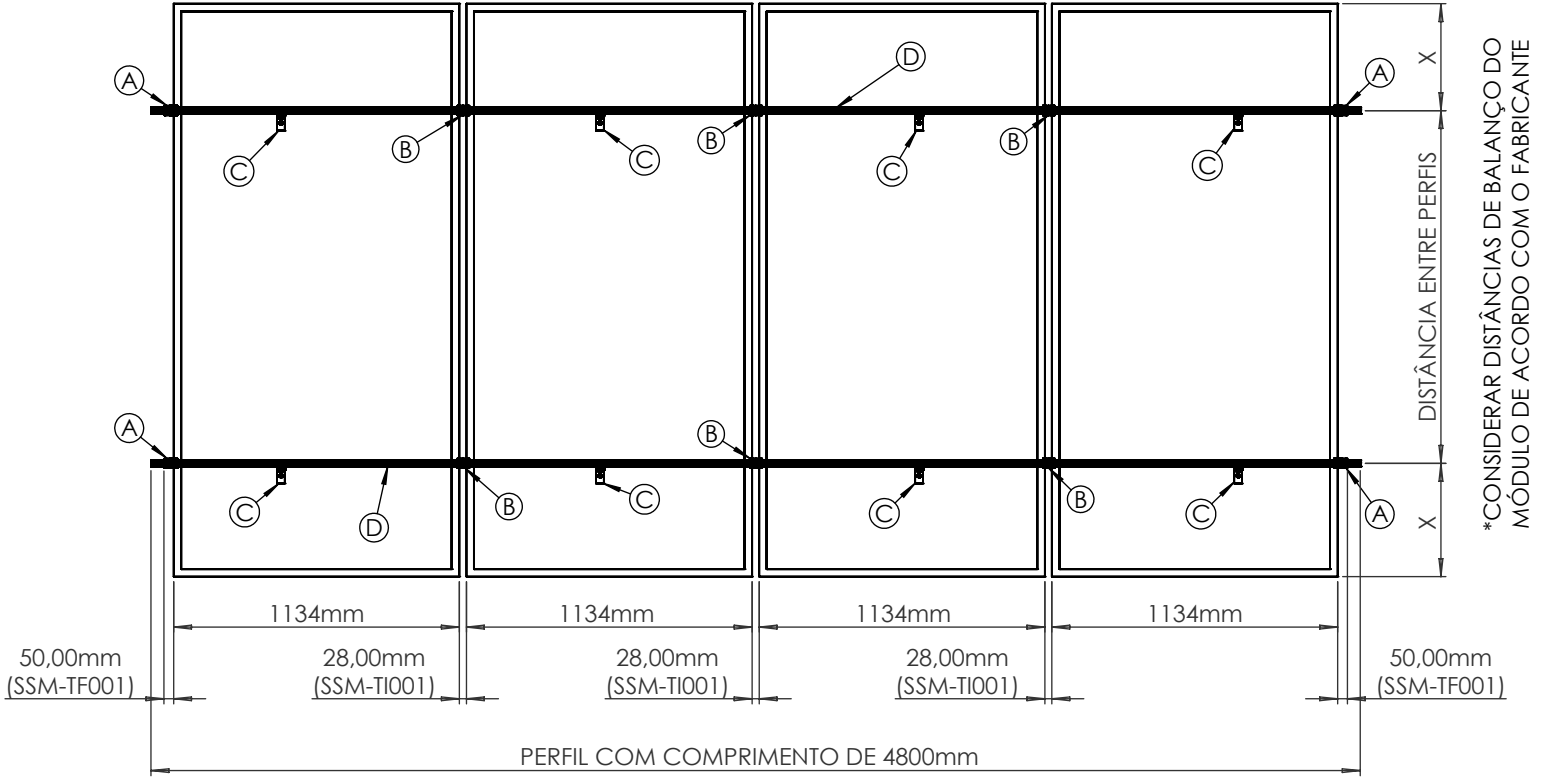 A
D
A
X
C
B
C
B
C
B
C
DISTÂNCIA ENTRE PERFIS
*CONSIDERAR DISTÂNCIAS DE BALANÇO DO
MÓDULO DE ACORDO COM O FABRICANTE
A
B
C
D
B
C
C
B
C
A
X
1134mm
1134mm
1134mm
1134mm
50,00mm
(SSM-TF001)
28,00mm
(SSM-TI001)
28,00mm
(SSM-TI001)
28,00mm
(SSM-TI001)
50,00mm
(SSM-TF001)
PERFIL COM COMPRIMENTO DE 4800mm